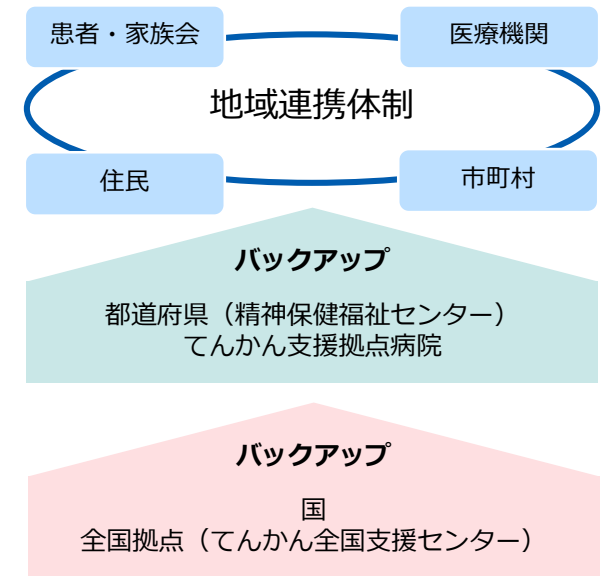 患者・家族会
医療機関
地域連携体制
住民
市町村
バックアップ
都道府県（精神保健福祉センター）
てんかん支援拠点病院
バックアップ
国
全国拠点（てんかん全国支援センター）